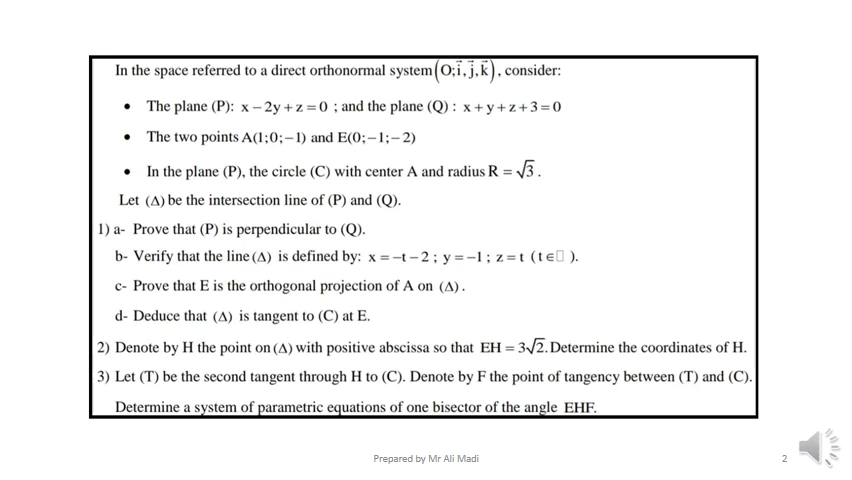 In the space referred to a direct orthonormal system (O; i⃗, j⃗, k⃗), consider:
• The plane (P): x − 2y + z = 0 ; and the plane (Q) : x + y + z + 3 = 0
• The two points A(1;0;−1) and E(0;−1;−2)
• In the plane (P), the circle (C) with center A and radius R = √3 .
Let (Δ) be the intersection line of (P) and (Q).
1) a- Prove that (P) is perpendicular to (Q).
b- Verify that the line (Δ) is defined by: x = −t − 2 ; y = −1 ; z = t (t ∈ □ ).
c- Prove that E is the orthogonal projection of A on (Δ) .
d- Deduce that (Δ) is tangent to (C) at E.
2) Denote by H the point on (Δ) with positive abscissa so that EH = 3√2. Determine the coordinates of H.
3) Let (T) be the second tangent through H to (C). Denote by F the point of tangency between (T) and (C).
Determine a system of parametric equations of one bisector of the angle EHF.
Prepared by Mr Ali Madi
2